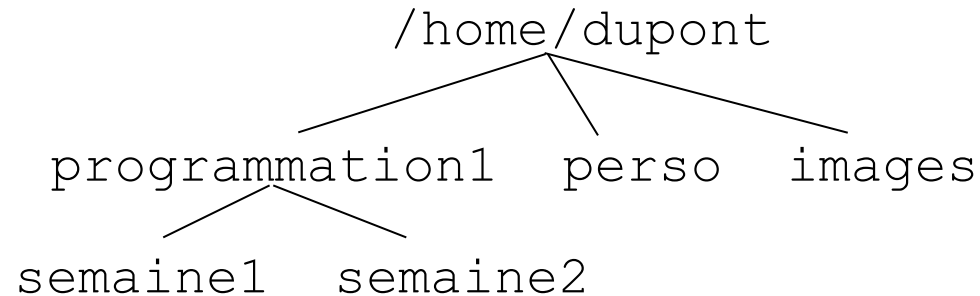 /home/dupont
programmation1 perso images
semaine1 semaine2